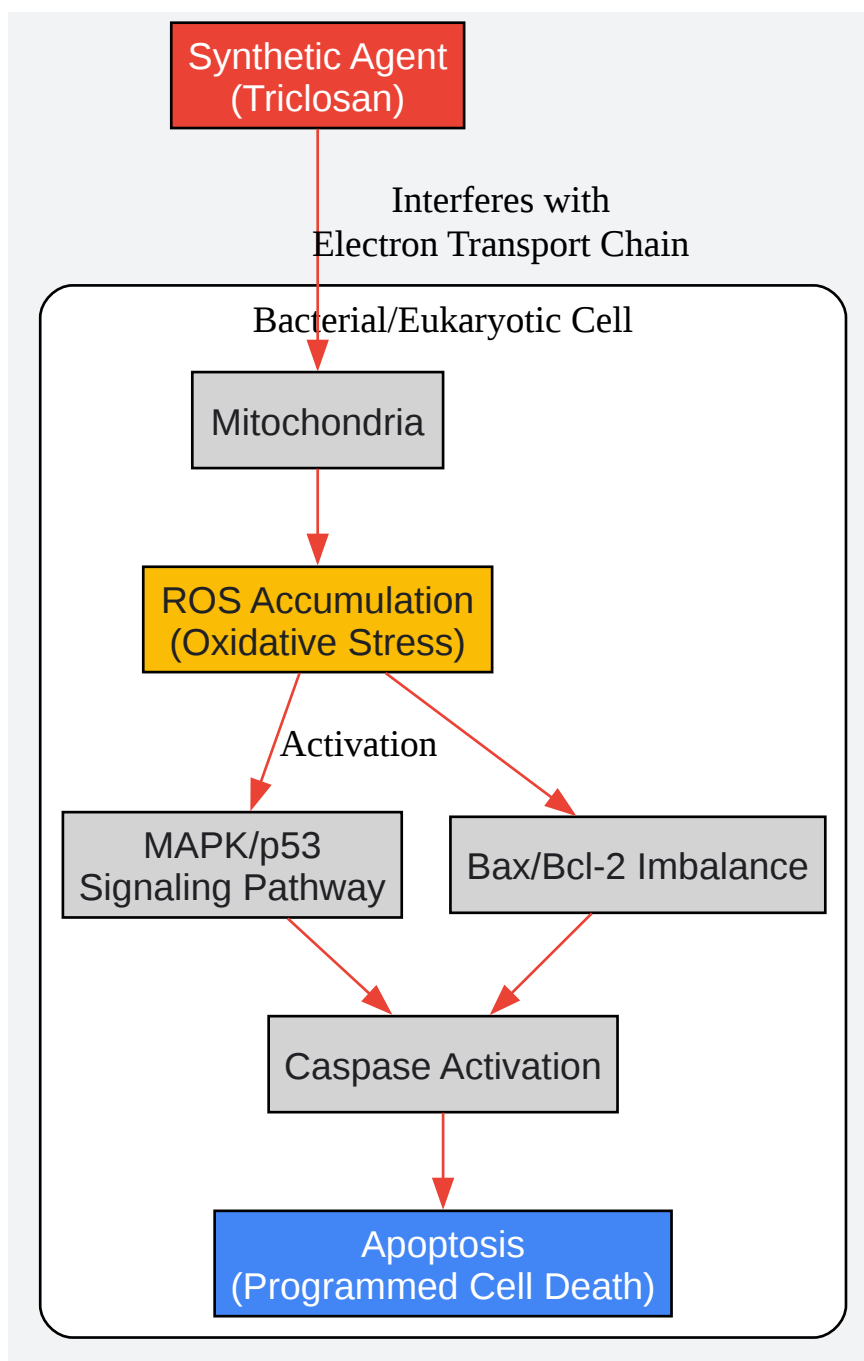 Synthetic Agent
(Triclosan)
Interferes with
Electron Transport Chain
Bacterial/Eukaryotic Cell
Mitochondria
ROS Accumulation
(Oxidative Stress)
Activation
MAPK/p53
Signaling Pathway
Bax/Bcl-2 Imbalance
Caspase Activation
Apoptosis
(Programmed Cell Death)